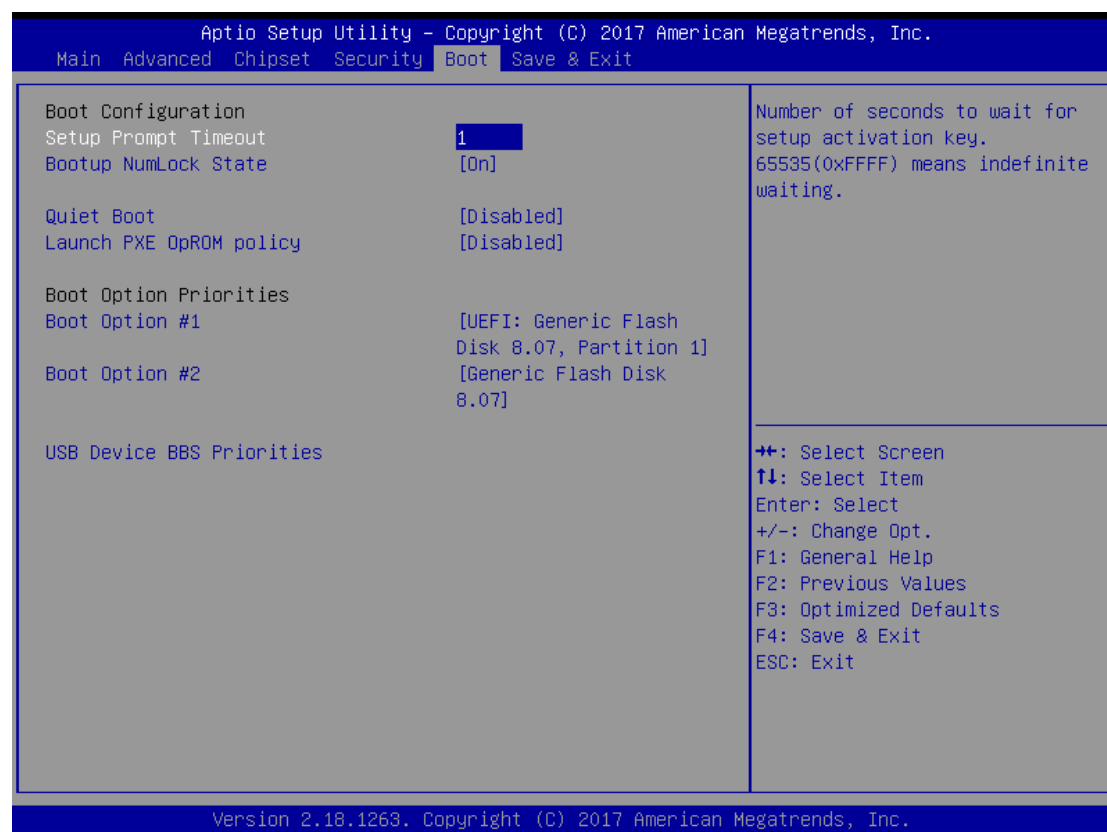 Aptio Setup Utility – Copyright (C) 2017 American Megatrends, Inc.
Main Advanced Chipset Security Boot Save & Exit
Boot Configuration
Setup Prompt Timeout 1
Bootup NumLock State [On]
Quiet Boot [Disabled]
Launch PXE OpROM policy [Disabled]
Boot Option Priorities
Boot Option #1 [UEFI: Generic Flash
Disk 8.07, Partition 1]
Boot Option #2 [Generic Flash Disk
8.07]
USB Device BBS Priorities
Number of seconds to wait for
setup activation key.
65535(0xFFFF) means indefinite
waiting.
→←: Select Screen
↑↓: Select Item
Enter: Select
+/-: Change Opt.
F1: General Help
F2: Previous Values
F3: Optimized Defaults
F4: Save & Exit
ESC: Exit
Version 2.18.1263. Copyright (C) 2017 American Megatrends, Inc.